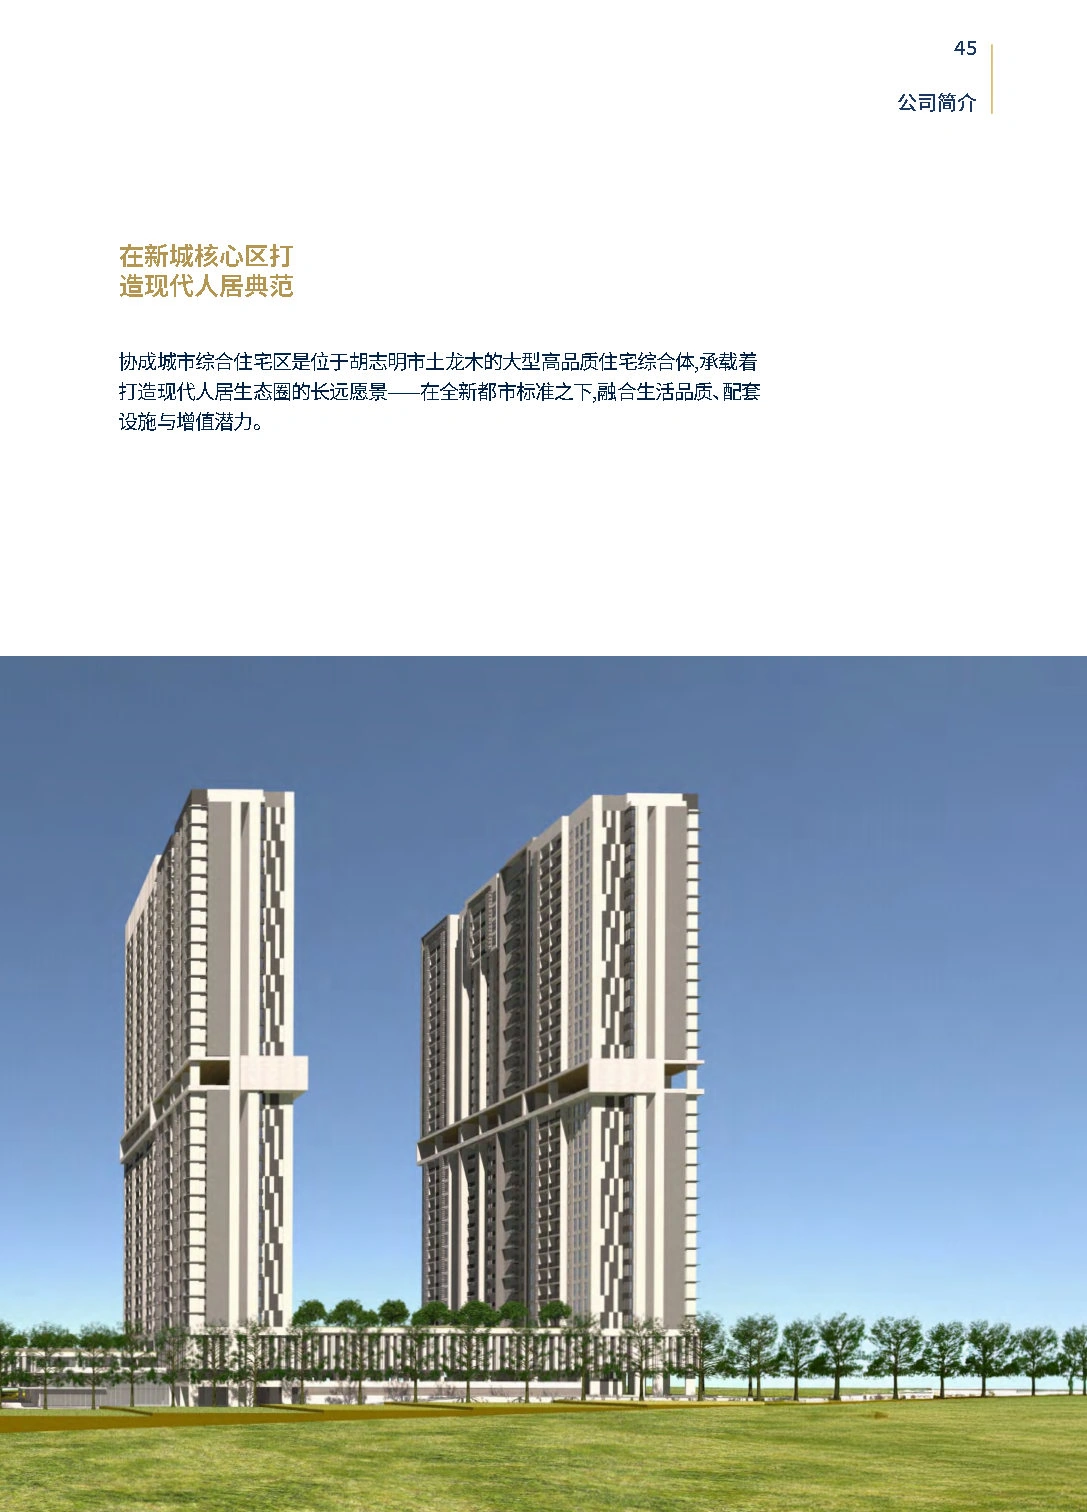 45
公司简介
在新城核心区打
造现代人居典范
协成城市综合住宅区是位于胡志明市土龙木的大型高品质住宅综合体,承载着
打造现代人居生态圈的长远愿景——在全新都市标准之下,融合生活品质、配套
设施与增值潜力。